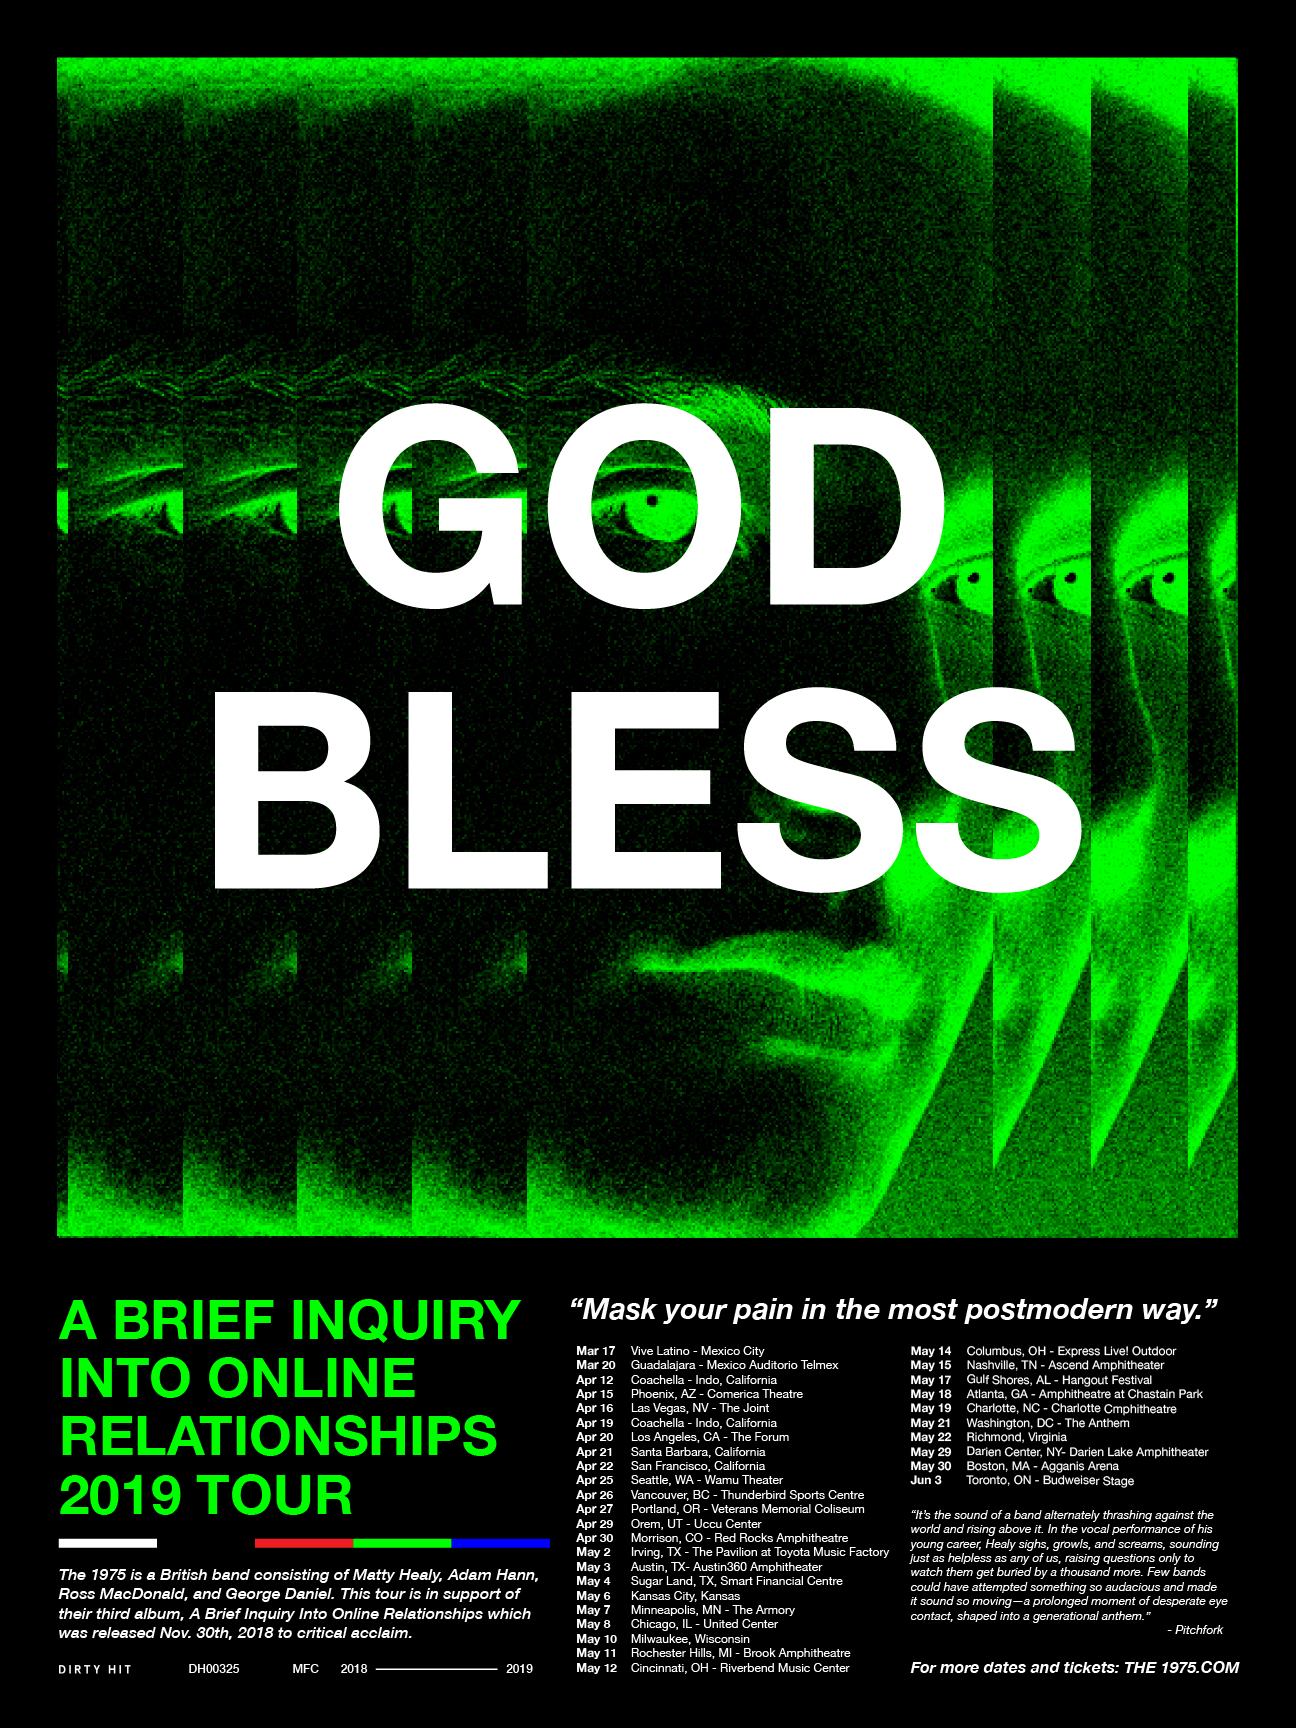 GOD
BLESS
A BRIEF INQUIRY
INTO ONLINE
RELATIONSHIPS
2019 TOUR
The 1975 is a British band consisting of Matty Healy, Adam Hann,
Ross MacDonald, and George Daniel. This tour is in support of
their third album, A Brief Inquiry Into Online Relationships which
was released Nov. 30th, 2018 to critical acclaim.
DIRTY HIT DH00325 MFC 2018 2019
“Mask your pain in the most postmodern way.”
Mar 17 Vive Latino - Mexico City
Mar 20 Guadalajara - Mexico Auditorio Telmex
Apr 12 Coachella - Indo, California
Apr 15 Phoenix, AZ - Comerica Theatre
Apr 16 Las Vegas, NV - The Joint
Apr 19 Coachella - Indo, California
Apr 20 Los Angeles, CA - The Forum
Apr 21 Santa Barbara, California
Apr 22 San Francisco, California
Apr 25 Seattle, WA - Wamu Theater
Apr 26 Vancouver, BC - Thunderbird Sports Centre
Apr 27 Portland, OR - Veterans Memorial Coliseum
Apr 29 Orem, UT - Uccu Center
Apr 30 Morrison, CO - Red Rocks Amphitheatre
May 2 Irving, TX - The Pavilion at Toyota Music Factory
May 3 Austin, TX- Austin360 Amphitheater
May 4 Sugar Land, TX, Smart Financial Centre
May 6 Kansas City, Kansas
May 7 Minneapolis, MN - The Armory
May 8 Chicago, IL - United Center
May 10 Milwaukee, Wisconsin
May 11 Rochester Hills, MI - Brook Amphitheatre
May 12 Cincinnati, OH - Riverbend Music Center
May 14 Columbus, OH - Express Live! Outdoor
May 15 Nashville, TN - Ascend Amphitheater
May 17 Gulf Shores, AL - Hangout Festival
May 18 Atlanta, GA - Amphitheatre at Chastain Park
May 19 Charlotte, NC - Charlotte Cmphitheatre
May 21 Washington, DC - The Anthem
May 22 Richmond, Virginia
May 29 Darien Center, NY- Darien Lake Amphitheater
May 30 Boston, MA - Agganis Arena
Jun 3 Toronto, ON - Budweiser Stage
“It’s the sound of a band alternately thrashing against the
world and rising above it. In the vocal performance of his
young career, Healy sighs, growls, and screams, sounding
just as helpless as any of us, raising questions only to
watch them get buried by a thousand more. Few bands
could have attempted something so audacious and made
it sound so moving—a prolonged moment of desperate eye
contact, shaped into a generational anthem.”
- Pitchfork
For more dates and tickets: THE 1975.COM